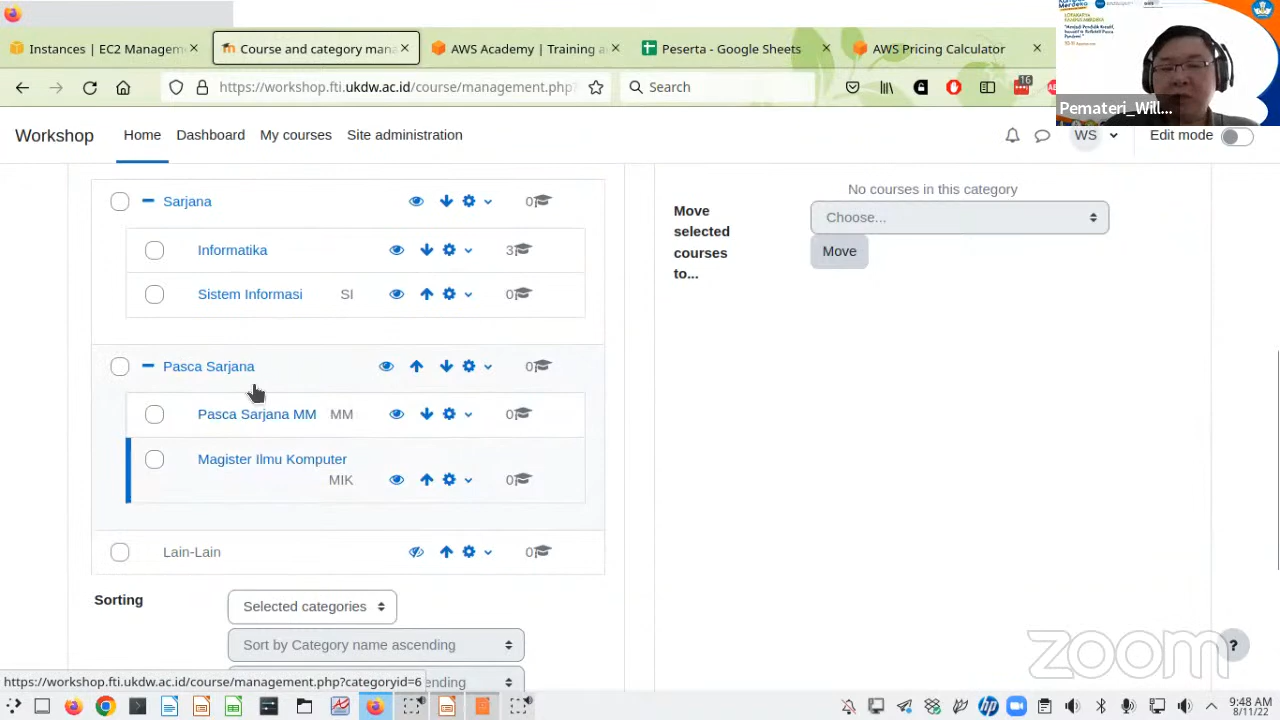 Instances | EC2 Managem
Course and categories
WS Academy - Training a
Peserta - Google Sheets
AWS Pricing Calculator
https://workshop.fti.ukdw.ac.id/course/management.php?
Search
16
Workshop
Home
Dashboard
My courses
Site administration
WS
Edit mode
Pemateri_Will...
Sarjana
0
Informatika
3
Sistem Informasi
SI
0
Pasca Sarjana
0
Pasca Sarjana MM
MM
0
Magister Ilmu Komputer
MIK
0
Lain-Lain
0
Sorting
Selected categories
Sort by Category name ascending
ending
No courses in this category
Move
selected
courses
to...
Choose...
Move
zoom
?
https://workshop.fti.ukdw.ac.id/course/management.php?categoryid=6
9:48 AM
8/11/22